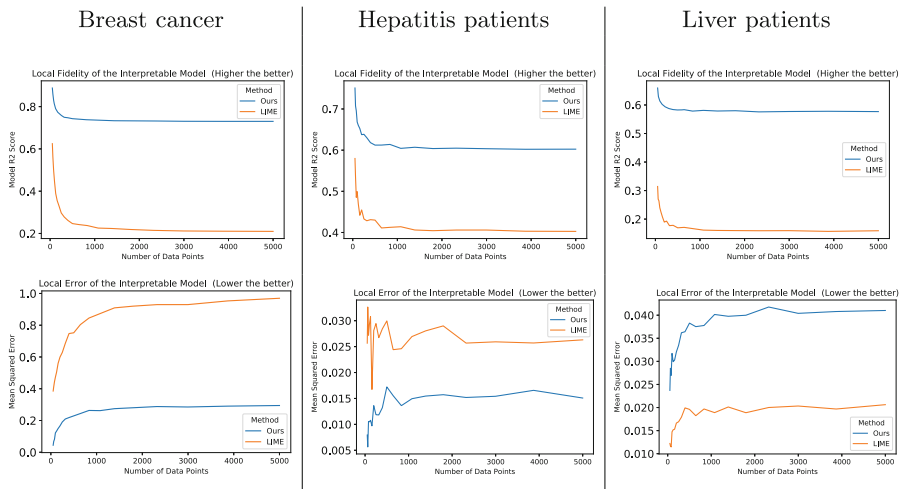 Breast cancer
Hepatitis patients
Liver patients
Local Fidelity of the Interpretable Model (Higher the better)
Model R2 Score
0.8
0.6
0.4
0.2
Method
Ours
LIME
0 1000 2000 3000 4000 5000
Number of Data Points
Local Fidelity of the Interpretable Model (Higher the better)
Model R2 Score
0.7
0.6
0.5
0.4
Method
Ours
LIME
0 1000 2000 3000 4000 5000
Number of Data Points
Local Fidelity of the Interpretable Model (Higher the better)
Model R2 Score
0.6
0.5
0.4
0.3
0.2
Method
Ours
LIME
0 1000 2000 3000 4000 5000
Number of Data Points
Local Error of the Interpretable Model (Lower the better)
Mean Squared Error
1.0
0.8
0.6
0.4
0.2
0.0
Method
Ours
LIME
0 1000 2000 3000 4000 5000
Number of Data Points
Local Error of the Interpretable Model (Lower the better)
Mean Squared Error
0.030
0.025
0.020
0.015
0.010
0.005
Method
Ours
LIME
0 1000 2000 3000 4000 5000
Number of Data Points
Local Error of the Interpretable Model (Lower the better)
Mean Squared Error
0.040
0.035
0.030
0.025
0.020
0.015
0.010
Method
Ours
LIME
0 1000 2000 3000 4000 5000
Number of Data Points